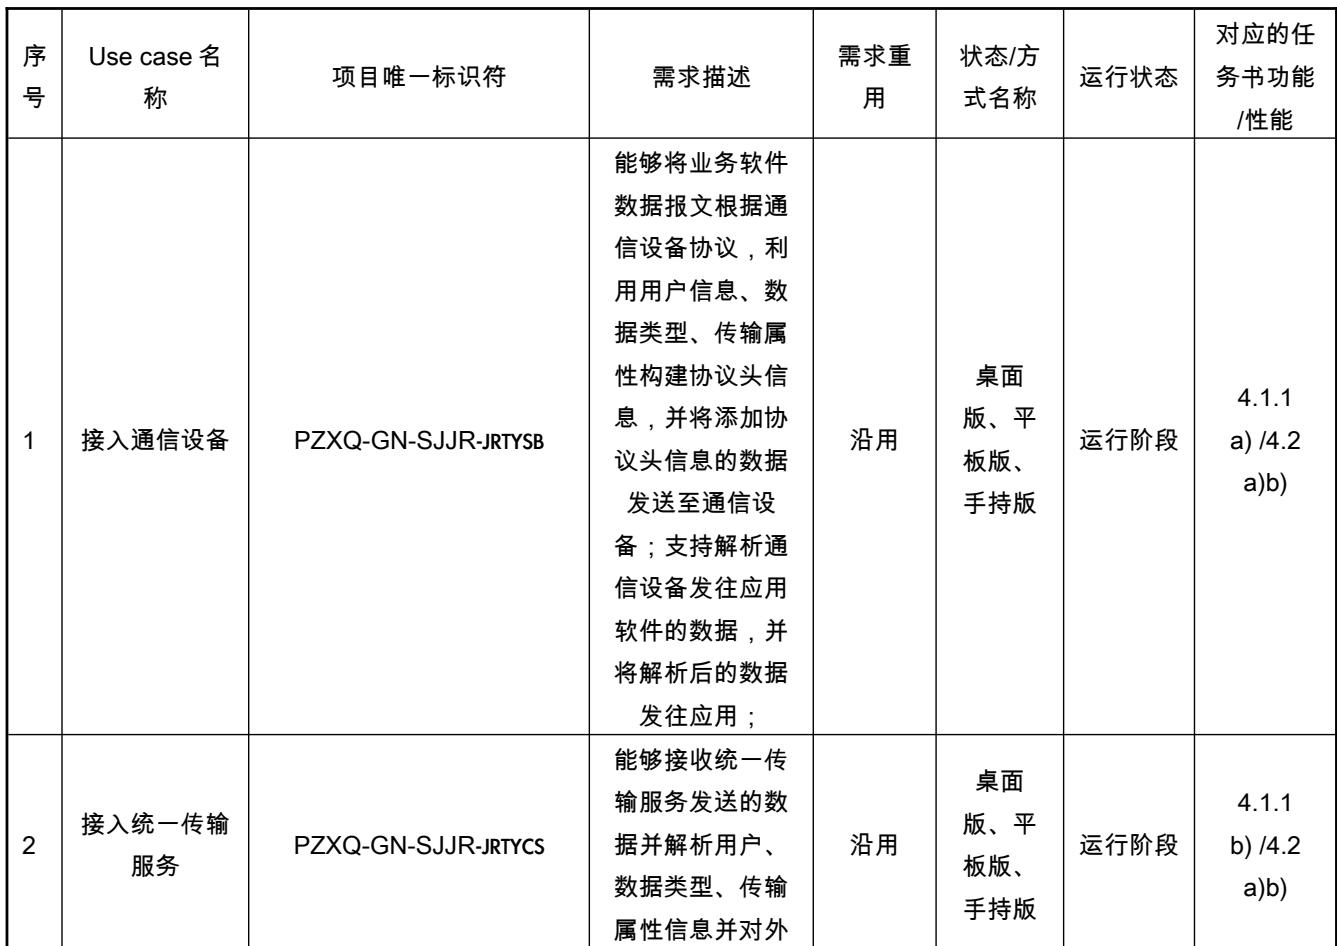 序
号
Use case 名
称
项目唯一标识符
需求描述
需求重
用
状态/方
式名称
运行状态
对应的任
务书功能
/性能
1
接入通信设备
PZXQ-GN-SJJR-JRTYSB
能够将业务软件
数据报文根据通
信设备协议，利
用用户信息、数
据类型、传输属
性构建协议头信
息，并将添加协
议头信息的数据
发送至通信设
备；支持解析通
信设备发往应用
软件的数据，并
将解析后的数据
发往应用；
沿用
桌面
版、平
板版、
手持版
运行阶段
4.1.1
a) /4.2
a)b)
2
接入统一传输
服务
PZXQ-GN-SJJR-JRTYCS
能够接收统一传
输服务发送的数
据并解析用户、
数据类型、传输
属性信息并对外
沿用
桌面
版、平
板版、
手持版
运行阶段
4.1.1
b) /4.2
a)b)